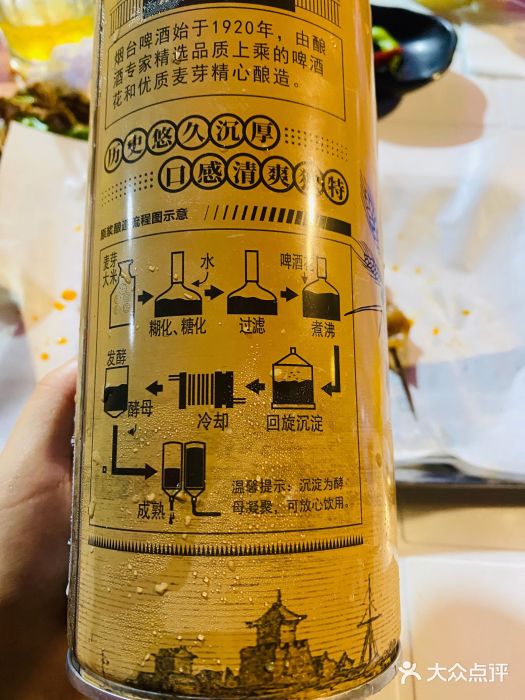 烟台啤酒始于1920年，由酿
酒专家精选品质上乘的啤酒
花和优质麦芽精心酿造。
历史悠久沉厚
口感清爽独特
原浆酿造流程图示意
麦芽
大米
水
啤酒花
糊化、糖化
过滤
煮沸
发酵
酵母
冷却
回旋沉淀
成熟
温馨提示：沉淀为酵
母凝聚，可放心饮用。
大众点评